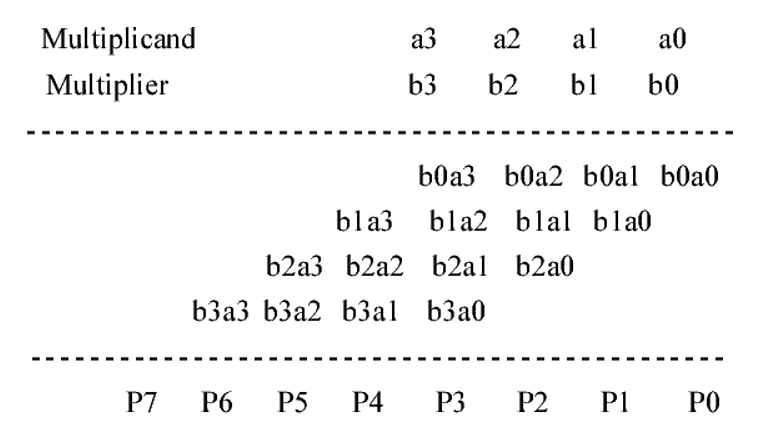 Multiplicand a3 a2 a1 a0
Multiplier b3 b2 b1 b0
b0a3 b0a2 b0a1 b0a0
b1a3 b1a2 b1a1 b1a0
b2a3 b2a2 b2a1 b2a0
b3a3 b3a2 b3a1 b3a0
P7 P6 P5 P4 P3 P2 P1 P0